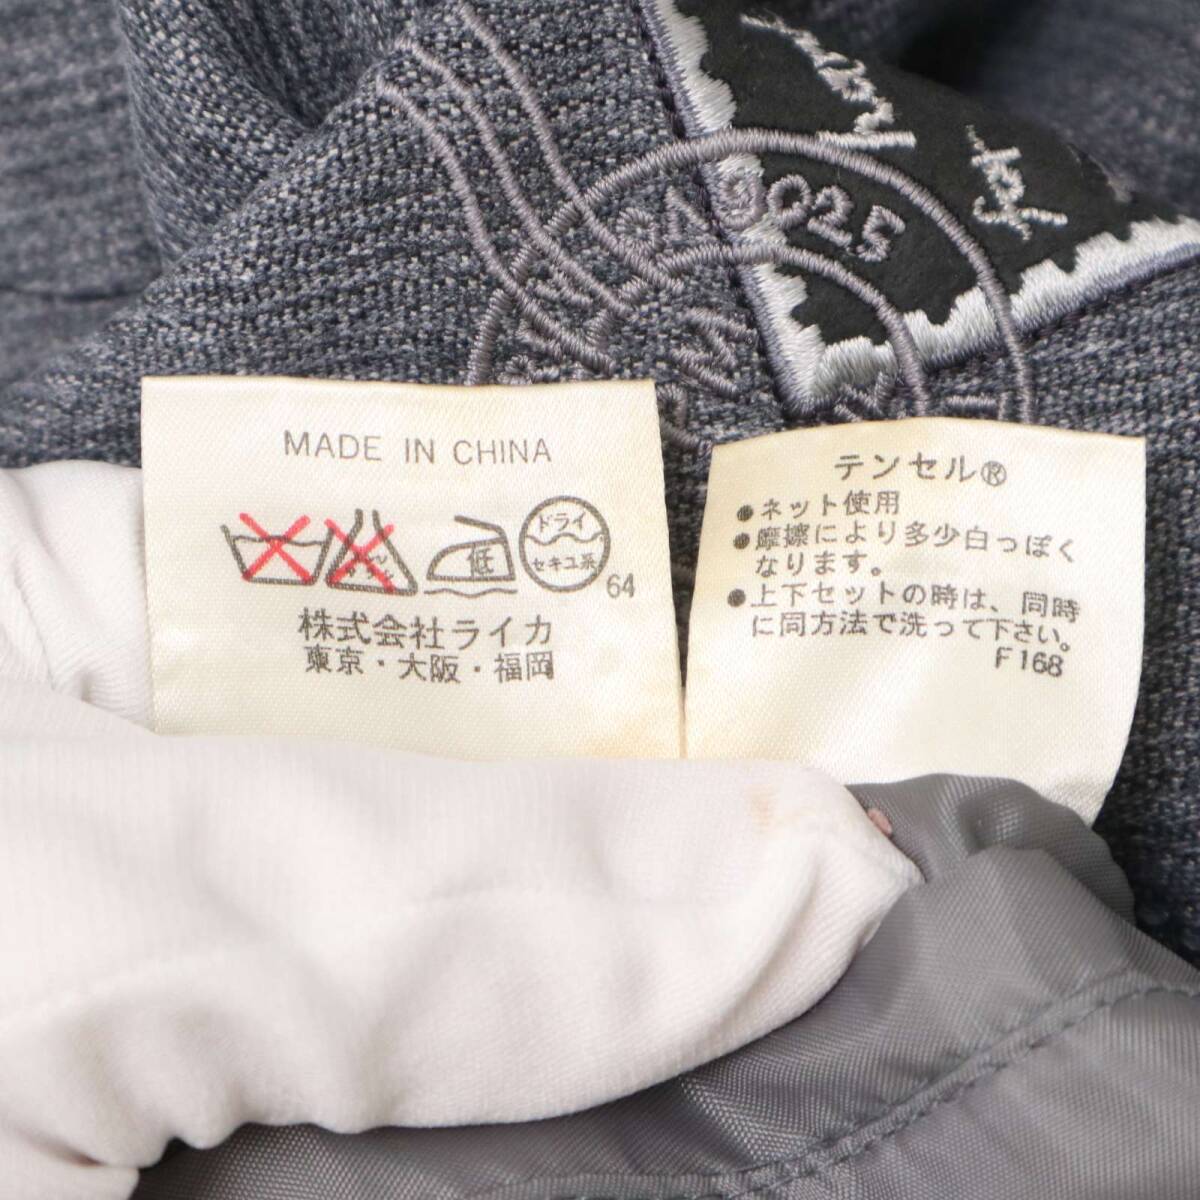 9025
MADE IN CHINA
ドライ
セキユ系
低
64
株式会社ライカ
東京・大阪・福岡
テンセル®
●ネット使用
●摩擦により多少白っぽく
なります。
●上下セットの時は、同時
に同方法で洗って下さい。
F168